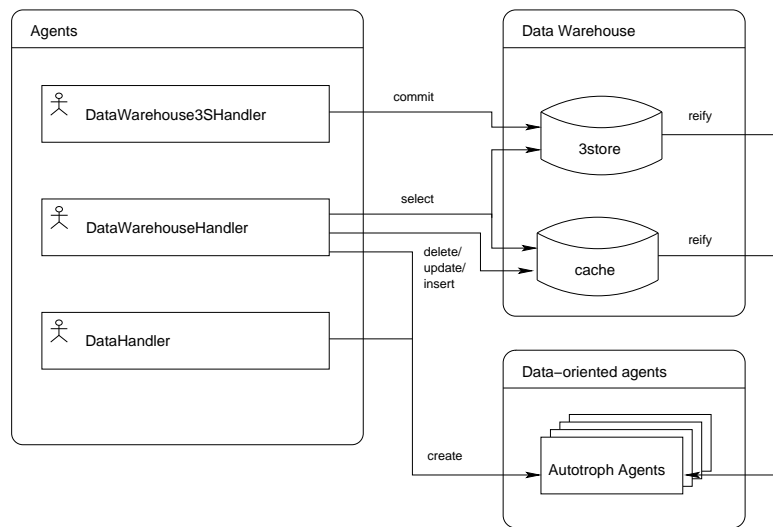 Agents
Data Warehouse
DataWarehouse3SHandler
commit
3store
reify
DataWarehouseHandler
select
delete/
update/
insert
cache
reify
DataHandler
Data−oriented agents
create
Autotroph Agents